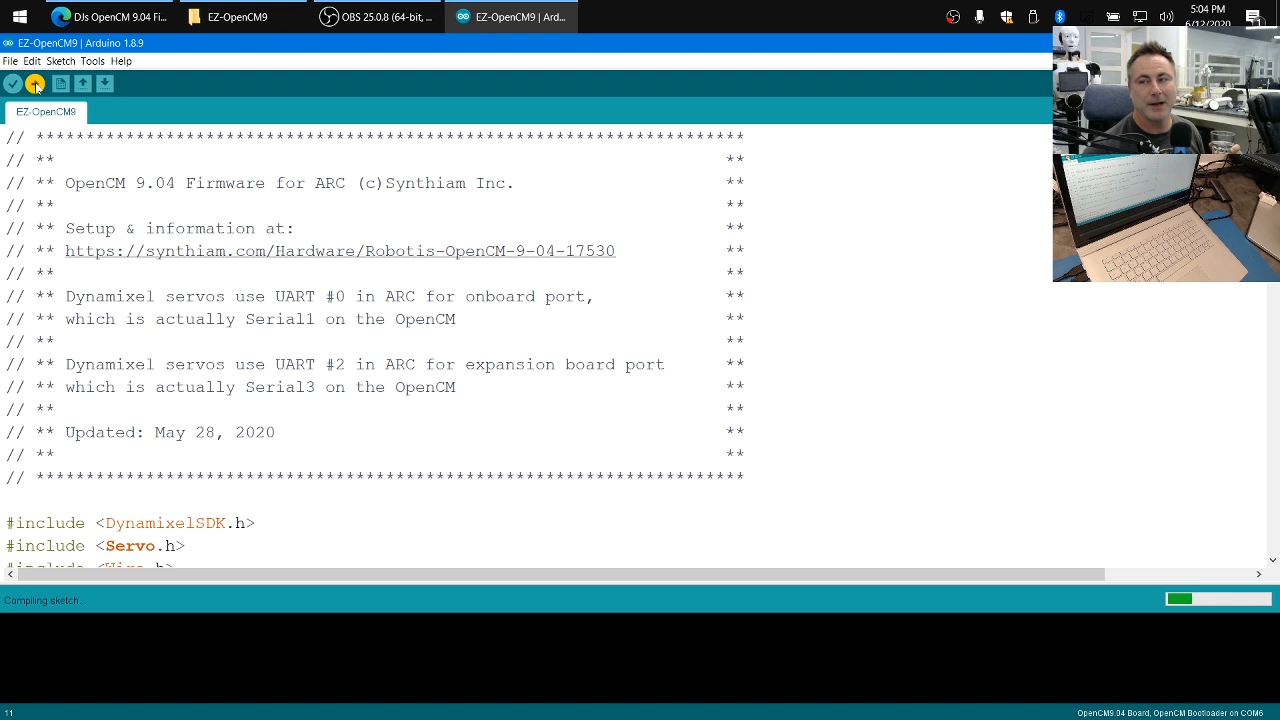 DJs OpenCM 9.04 Fi...
EZ-OpenCM9
OBS 25.0.8 (64-bit, ...
EZ-OpenCM9 | Ard...
5:04 PM
6/12/2020
EZ-OpenCM9 | Arduino 1.8.9
File Edit Sketch Tools Help
EZ-OpenCM9
// ***********************************************************************
// ** **
// ** OpenCM 9.04 Firmware for ARC (c)Synthiam Inc. **
// ** **
// ** Setup & information at: **
// ** https://synthiam.com/Hardware/Robotis-OpenCM-9-04-17530 **
// ** **
// ** Dynamixel servos use UART #0 in ARC for onboard port, **
// ** which is actually Serial1 on the OpenCM **
// ** **
// ** Dynamixel servos use UART #2 in ARC for expansion board port **
// ** which is actually Serial3 on the OpenCM **
// ** **
// ** Updated: May 28, 2020 **
// ** **
// ***********************************************************************
#include <DynamixelSDK.h>
#include <Servo.h>
#include <Wire.h>
Compiling sketch...
11
OpenCM9.04 Board, OpenCM Bootloader on COM6